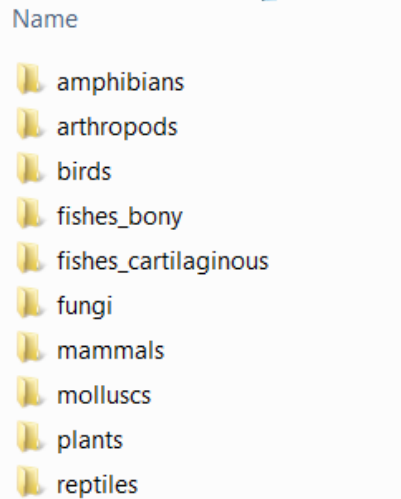 Name
amphibians
arthropods
birds
fishes_bony
fishes_cartilaginous
fungi
mammals
molluscs
plants
reptiles